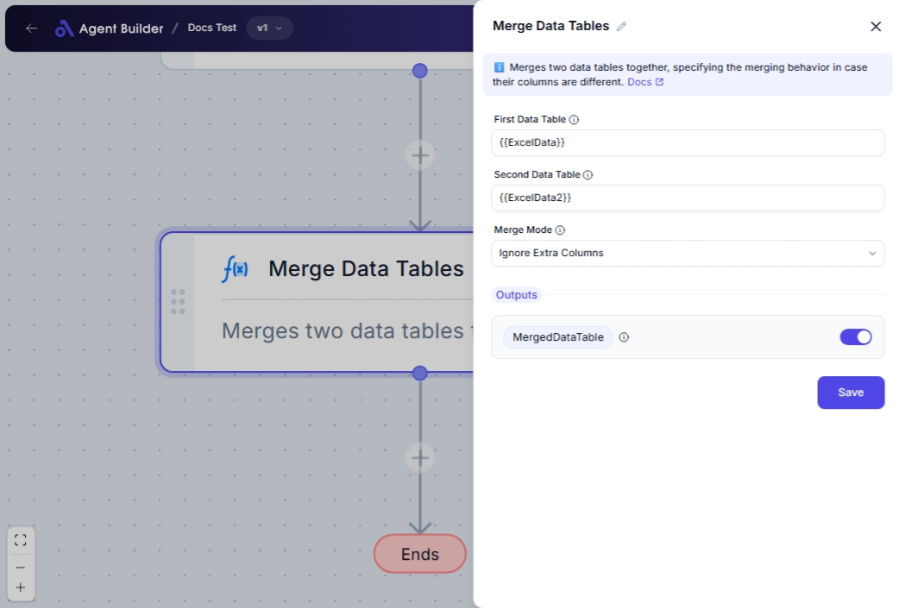 Agent Builder / Docs Test v1
Merge Data Tables
Merges two data tables
Ends
Merge Data Tables
Merges two data tables together, specifying the merging behavior in case
their columns are different. Docs
First Data Table
{{ExcelData}}
Second Data Table
{{ExcelData2}}
Merge Mode
Ignore Extra Columns
Outputs
MergedDataTable
Save